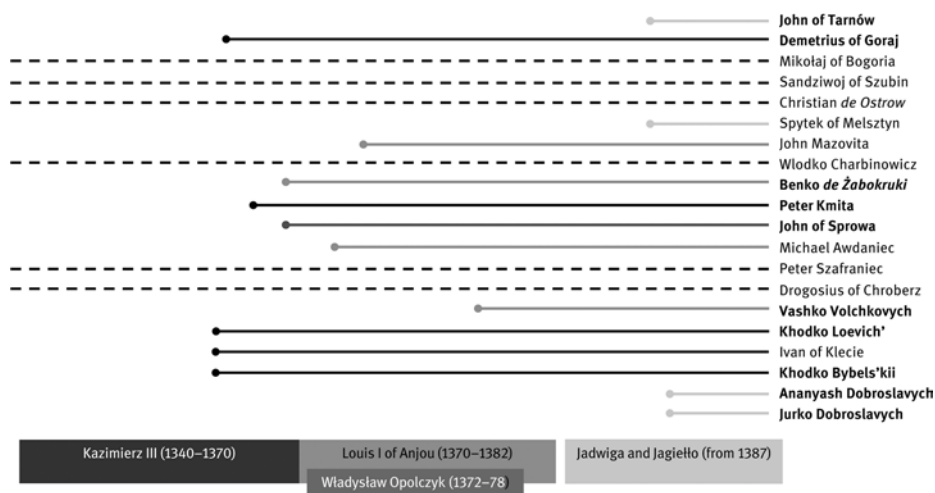 John of Tarnów
Demetrius of Goraj
Mikołaj of Bogoria
Sandziwoj of Szubin
Christian de Ostrow
Spytek of Melsztyn
John Mazovita
Wlodko Charbinowicz
Benko de Żabokruki
Peter Kmita
John of Sprowa
Michael Awdaniec
Peter Szafraniec
Drogosius of Chroberz
Vashko Volchkovych
Khodko Loevich’
Ivan of Klecie
Khodko Bybels’kii
Ananyash Dobroslavych
Jurko Dobroslavych
Kazimierz III (1340–1370)
Louis I of Anjou (1370–1382)
Jadwiga and Jagiełło (from 1387)
Władysław Opolczyk (1372–78)